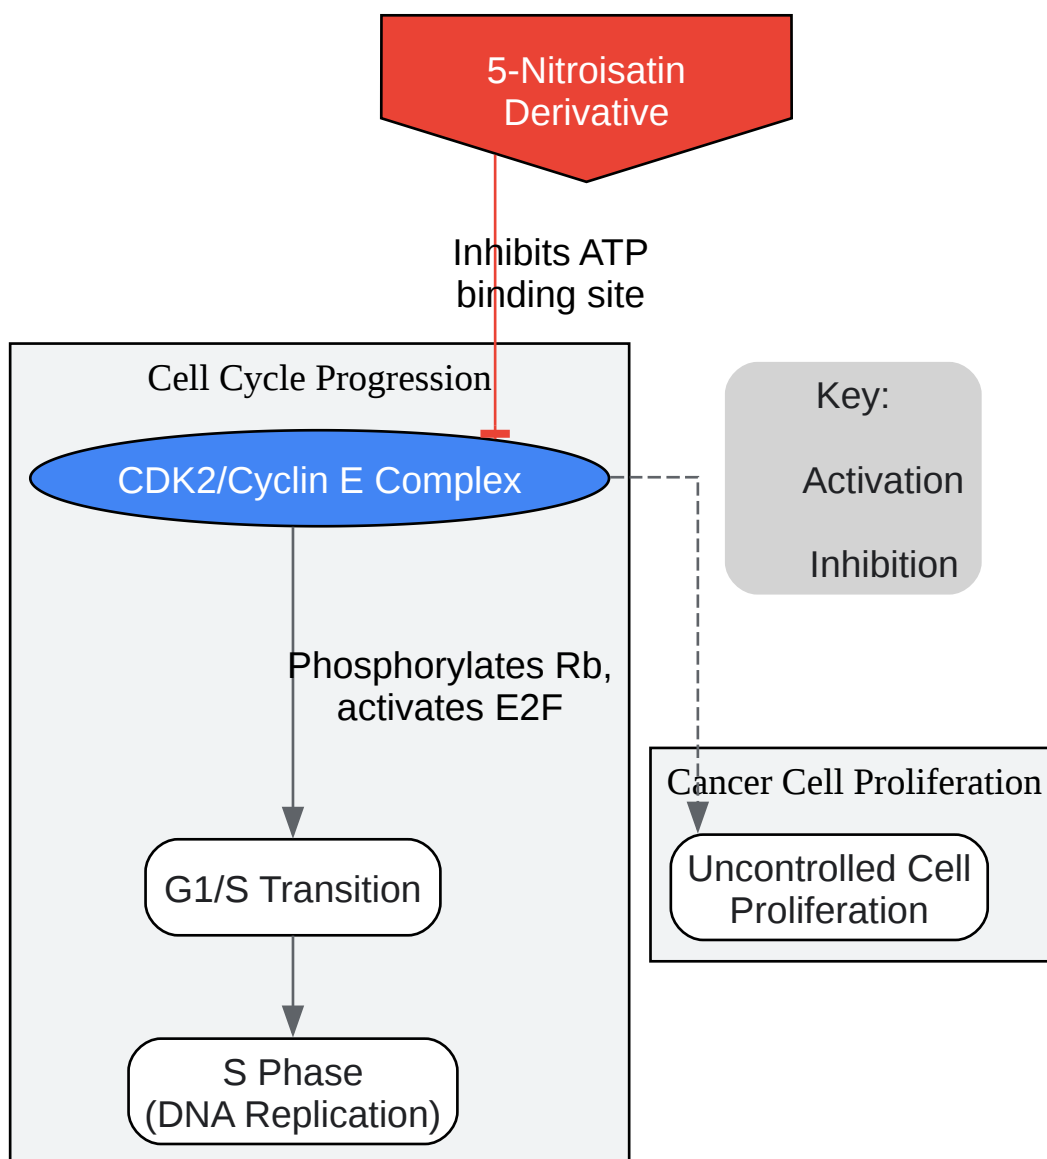 5-Nitroisatin
Derivative
Inhibits ATP
binding site
Cell Cycle Progression
CDK2/Cyclin E Complex
Key:
Activation
Inhibition
Phosphorylates Rb,
activates E2F
Cancer Cell Proliferation
Uncontrolled Cell
Proliferation
G1/S Transition
S Phase
(DNA Replication)